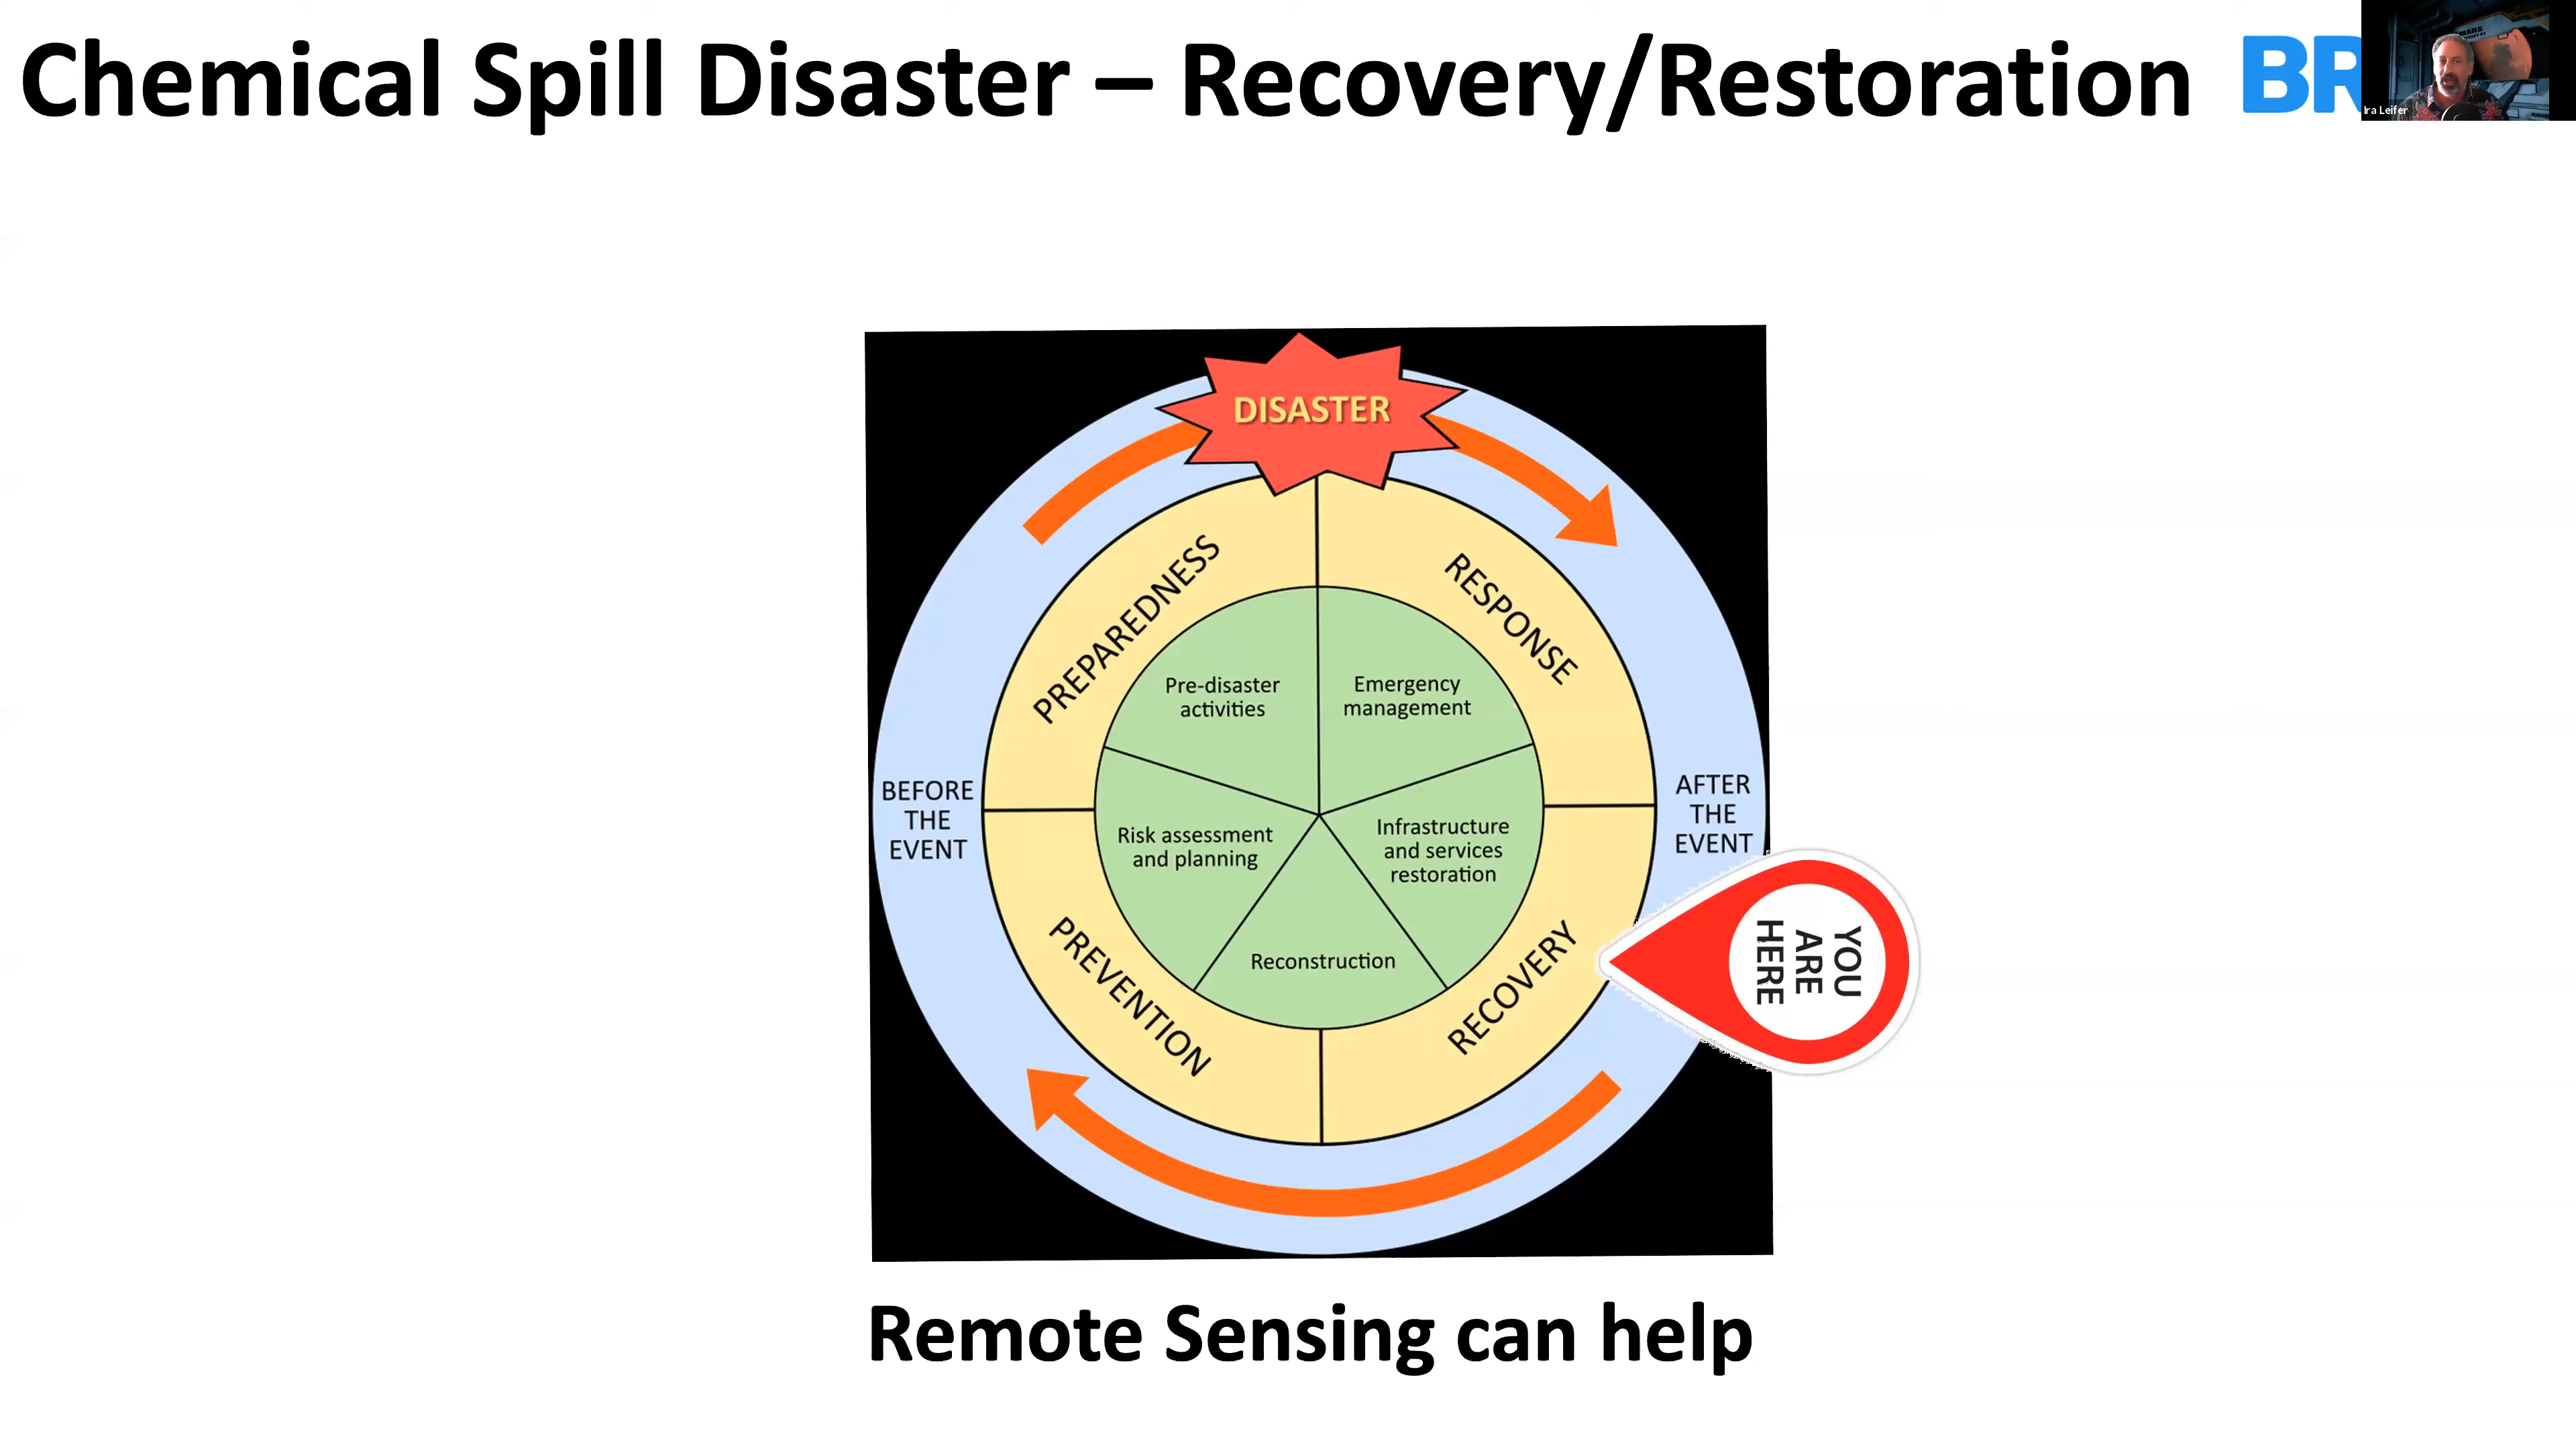 Chemical Spill Disaster – Recovery/Restoration
BR
MARS
Ira Leifer
DISASTER
PREPAREDNESS
RESPONSE
Pre-disaster
activities
Emergency
management
BEFORE
THE
EVENT
AFTER
THE
EVENT
Risk assessment
and planning
Infrastructure
and services
restoration
Reconstruction
PREVENTION
RECOVERY
YOU
ARE
HERE
Remote Sensing can help